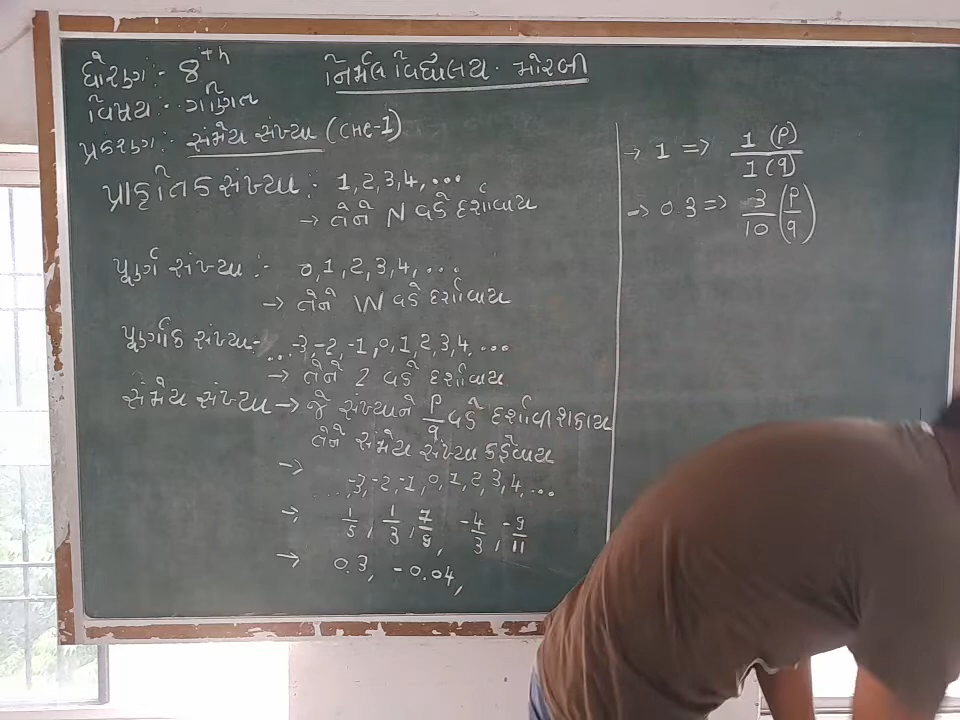 ધોરણ :- 8th
નિર્મલ વિદ્યાલય. મોરબી
વિષય :- ગણિત
પ્રકરણ :- સંમેય સંખ્યા (CHE-1)
પ્રાકૃતિક સંખ્યા :- 1,2,3,4,...
→ તેને N વડે દર્શાવાય
પૂર્ણ સંખ્યા :- 0,1,2,3,4,...
→ તેને W વડે દર્શાવાય
પૂર્ણાંક સંખ્યા- ...-3,-2,-1,0,1,2,3,4,...
→ તેને Z વડે દર્શાવાય
સંમેય સંખ્યા → જે સંખ્યાને p/q વડે દર્શાવી શકાય
તેને સંમેય સંખ્યા કહેવાય
→ ....-3,-2,-1,0,1,2,3,4,...
→ 1/5, 1/3, 7/9, -4/3, -9/11
→ 0.3, -0.04,
→ 1 => 1(p)/1(q)
→ 0.3 => 3/10 (p/q)